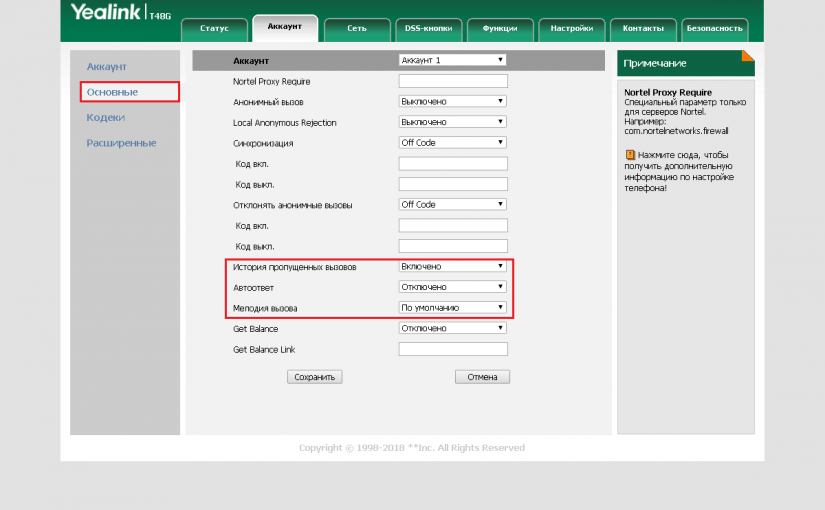 Yealink T48G
Статус Аккаунт Сеть DSS-кнопки Функции Настройки Контакты Безопасность
Аккаунт
Основные
Кодеки
Расширенные
Аккаунт Аккаунт 1
Nortel Proxy Require
Анонимный вызов Выключено
Local Anonymous Rejection Выключено
Синхронизация Off Code
Код вкл.
Код выкл.
Отклонять анонимные вызовы Off Code
Код вкл.
Код выкл.
История пропущенных вызовов Включено
Автоответ Отключено
Мелодия вызова По умолчанию
Get Balance Отключено
Get Balance Link
Сохранить Отмена
Примечание
Nortel Proxy Require
Специальный параметр только
для серверов Nortel.
Например:
com.nortelnetworks.firewall
Нажмите сюда, чтобы
получить дополнительную
информацию по настройке
телефона!
Copyright © 1998-2018 **Inc. All Rights Reserved